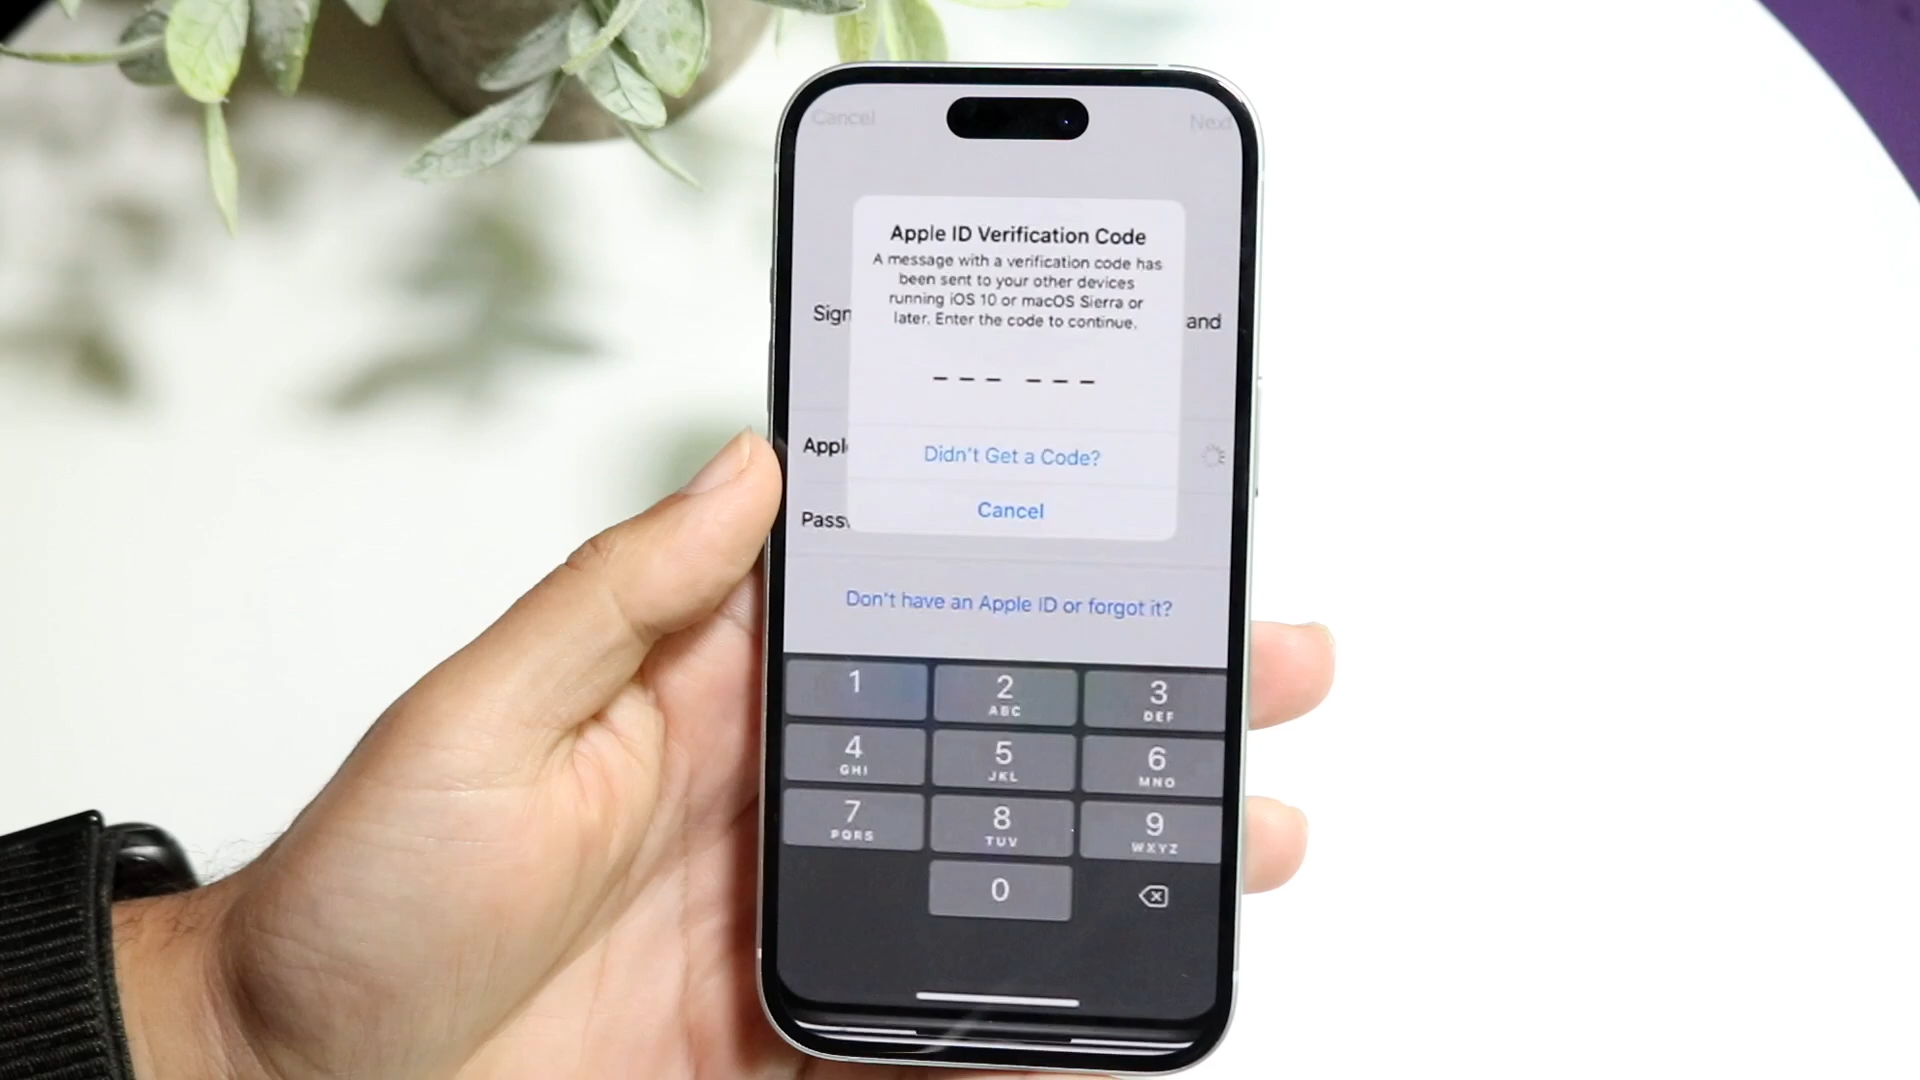 Cancel
Next
Apple ID Verification Code
A message with a verification code has
been sent to your other devices
running iOS 10 or macOS Sierra or
later. Enter the code to continue.
Sign
and
Didn't Get a Code?
Appl
Cancel
Pass
Don't have an Apple ID or forgot it?
1
2
ABC
3
DEF
4
GHI
5
JKL
6
MNO
7
PQRS
8
TUV
9
WXYZ
0